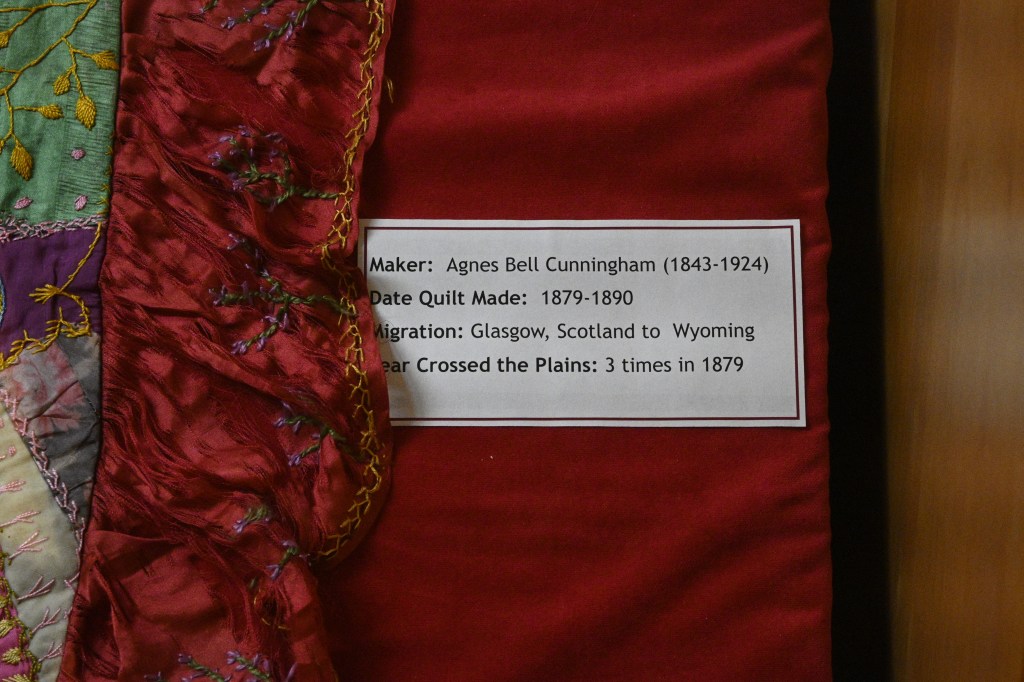 Maker: Agnes Bell Cunningham (1843-1924)
Date Quilt Made: 1879-1890
Migration: Glasgow, Scotland to Wyoming
ear Crossed the Plains: 3 times in 1879